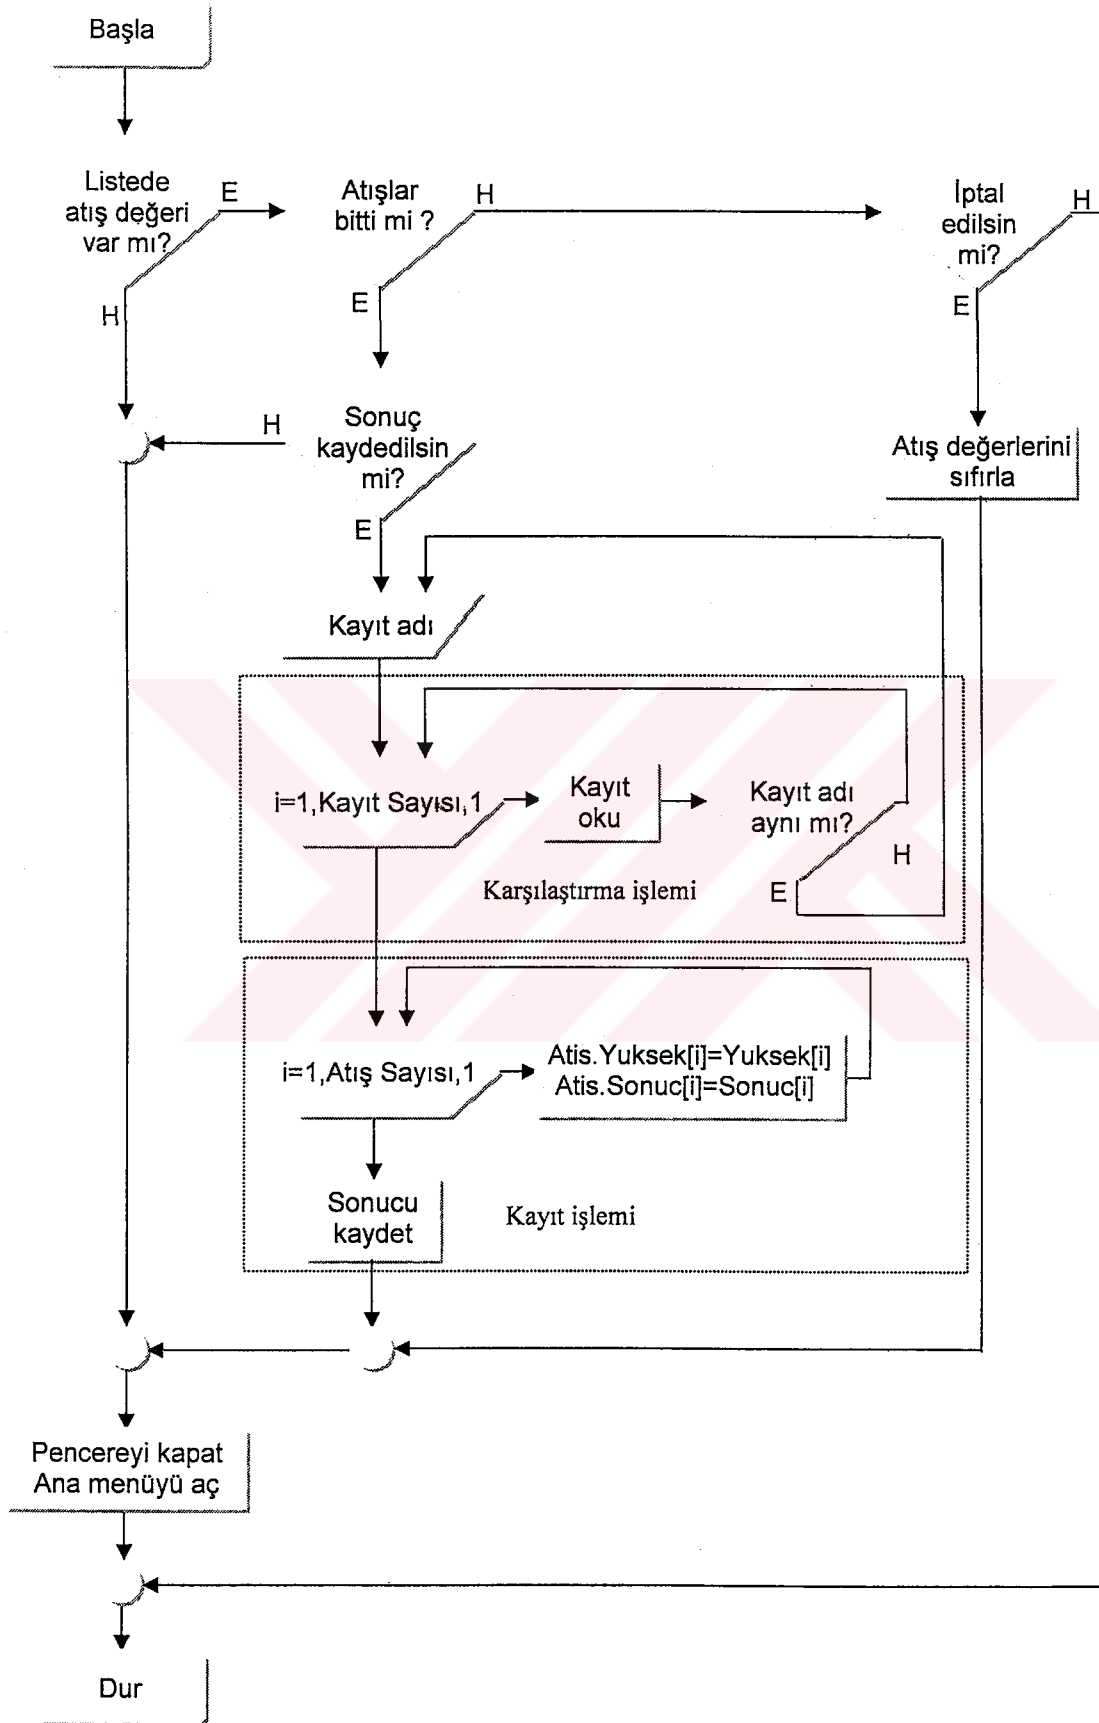 Başla
Listede
atış değeri
var mı?
E
H
Atışlar
bitti mi ?
H
E
İptal
edilsin
mi?
H
E
Sonuç
kaydedilsin
mi?
H
E
Atış değerlerini
sıfırla
Kayıt adı
i=1,Kayıt Sayısı,1
Kayıt
oku
Kayıt adı
aynı mı?
H
E
Karşılaştırma işlemi
i=1,Atış Sayısı,1
Atis.Yuksek[i]=Yuksek[i]
Atis.Sonuc[i]=Sonuc[i]
Sonucu
kaydet
Kayıt işlemi
Pencereyi kapat
Ana menüyü aç
Dur